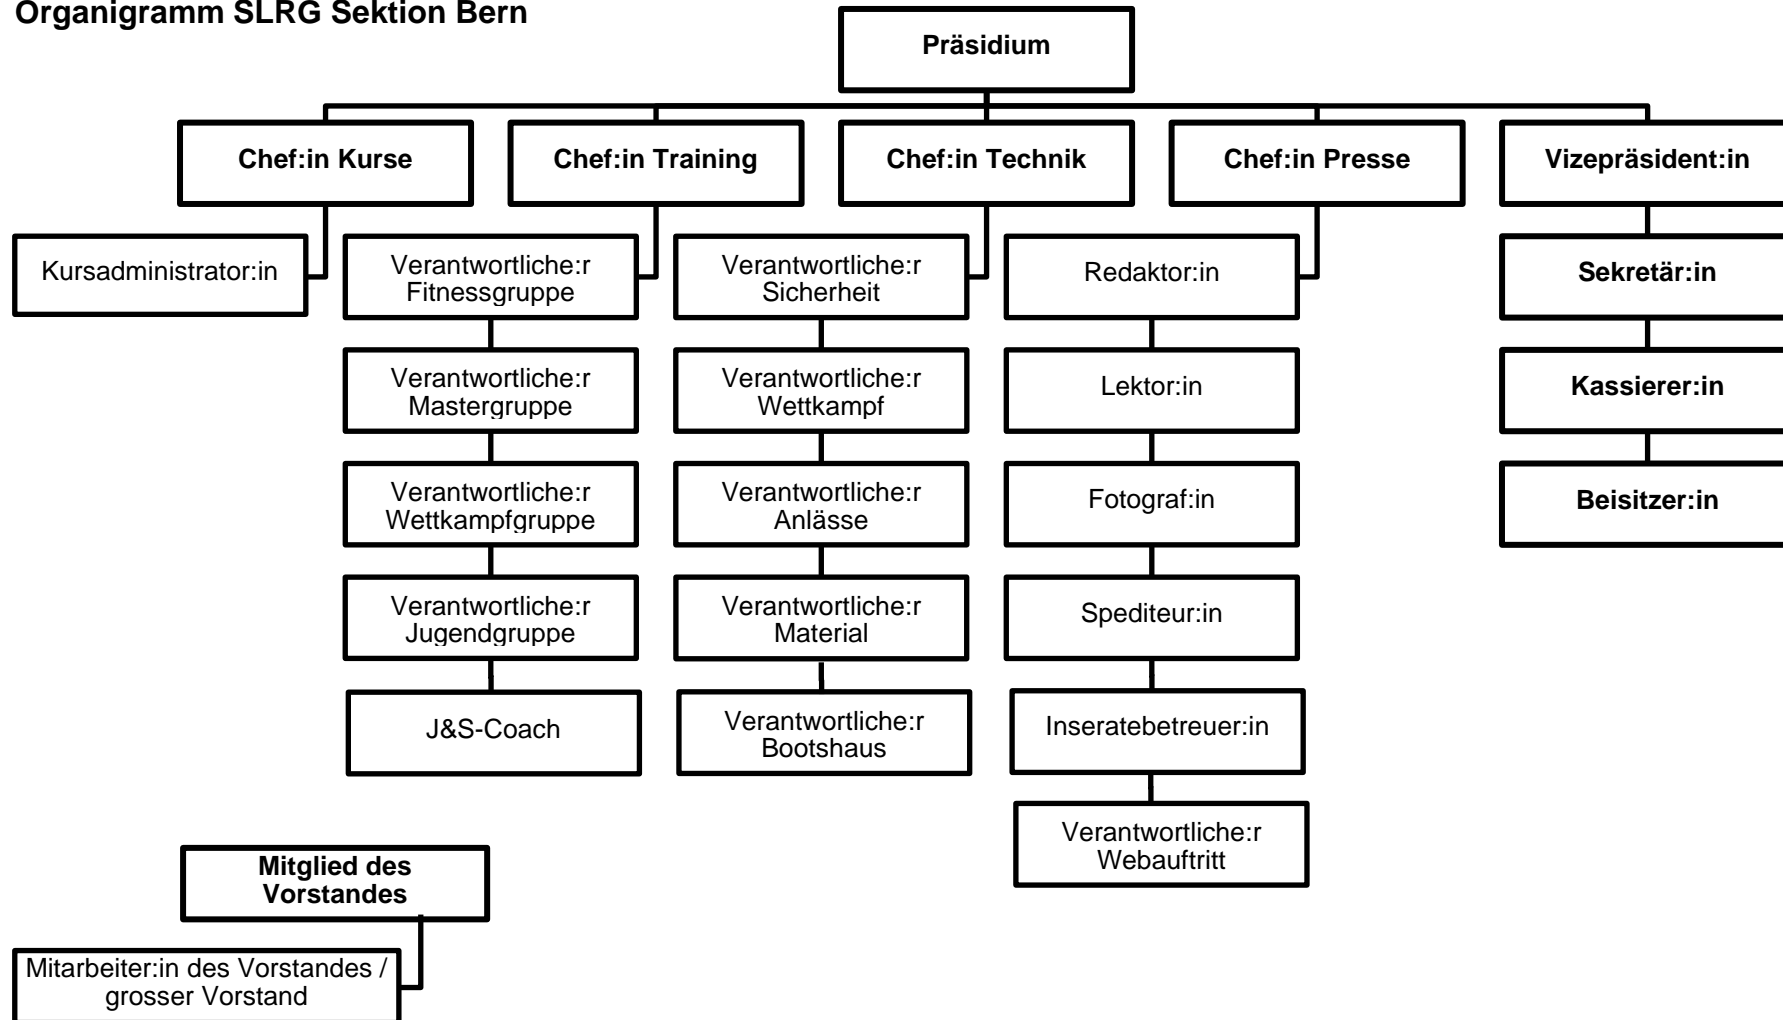 Organigramm SLRG Sektion Bern
Präsidium
Chef:in Kurse
Chef:in Training
Chef:in Technik
Chef:in Presse
Vizepräsident:in
Kursadministrator:in
Verantwortliche:r
Fitnessgruppe
Verantwortliche:r
Sicherheit
Redaktor:in
Sekretär:in
Verantwortliche:r
Mastergruppe
Verantwortliche:r
Wettkampf
Lektor:in
Kassierer:in
Verantwortliche:r
Wettkampfgruppe
Verantwortliche:r
Anlässe
Fotograf:in
Beisitzer:in
Verantwortliche:r
Jugendgruppe
Verantwortliche:r
Material
Spediteur:in
J&S-Coach
Verantwortliche:r
Bootshaus
Inseratebetreuer:in
Verantwortliche:r
Webauftritt
Mitglied des
Vorstandes
Mitarbeiter:in des Vorstandes /
grosser Vorstand